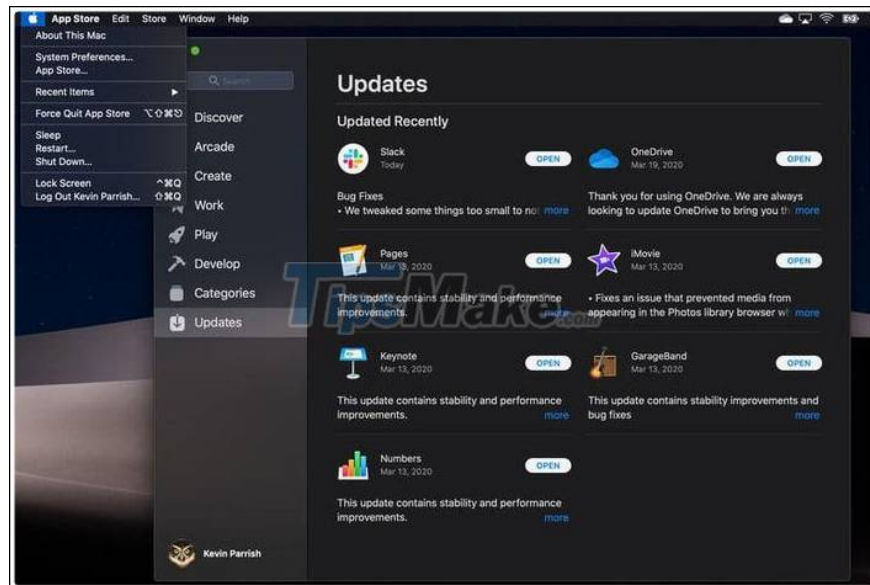 App Store Edit Store Window Help
About This Mac
System Preferences...
App Store...
Recent Items
Force Quit App Store ⌥⇧⌘⎋
Sleep
Restart...
Shut Down...
Lock Screen ^⌘Q
Log Out Kevin Parrish... ⇧⌘Q
Search
Discover
Arcade
Create
Work
Play
Develop
Categories
Updates
Kevin Parrish
Updates
Updated Recently
Slack
Today
OPEN
Bug Fixes
• We tweaked some things too small to no more
OneDrive
Mar 19, 2020
OPEN
Thank you for using OneDrive. We are always
looking to update OneDrive to bring you th more
Pages
Mar 13, 2020
OPEN
This update contains stability and performance
improvements. more
iMovie
Mar 13, 2020
OPEN
• Fixes an issue that prevented media from
appearing in the Photos library browser w more
Keynote
Mar 13, 2020
OPEN
This update contains stability and performance
improvements. more
GarageBand
Mar 13, 2020
OPEN
This update contains stability improvements and
bug fixes more
Numbers
Mar 13, 2020
OPEN
This update contains stability and performance
improvements. more
TipsMake.com